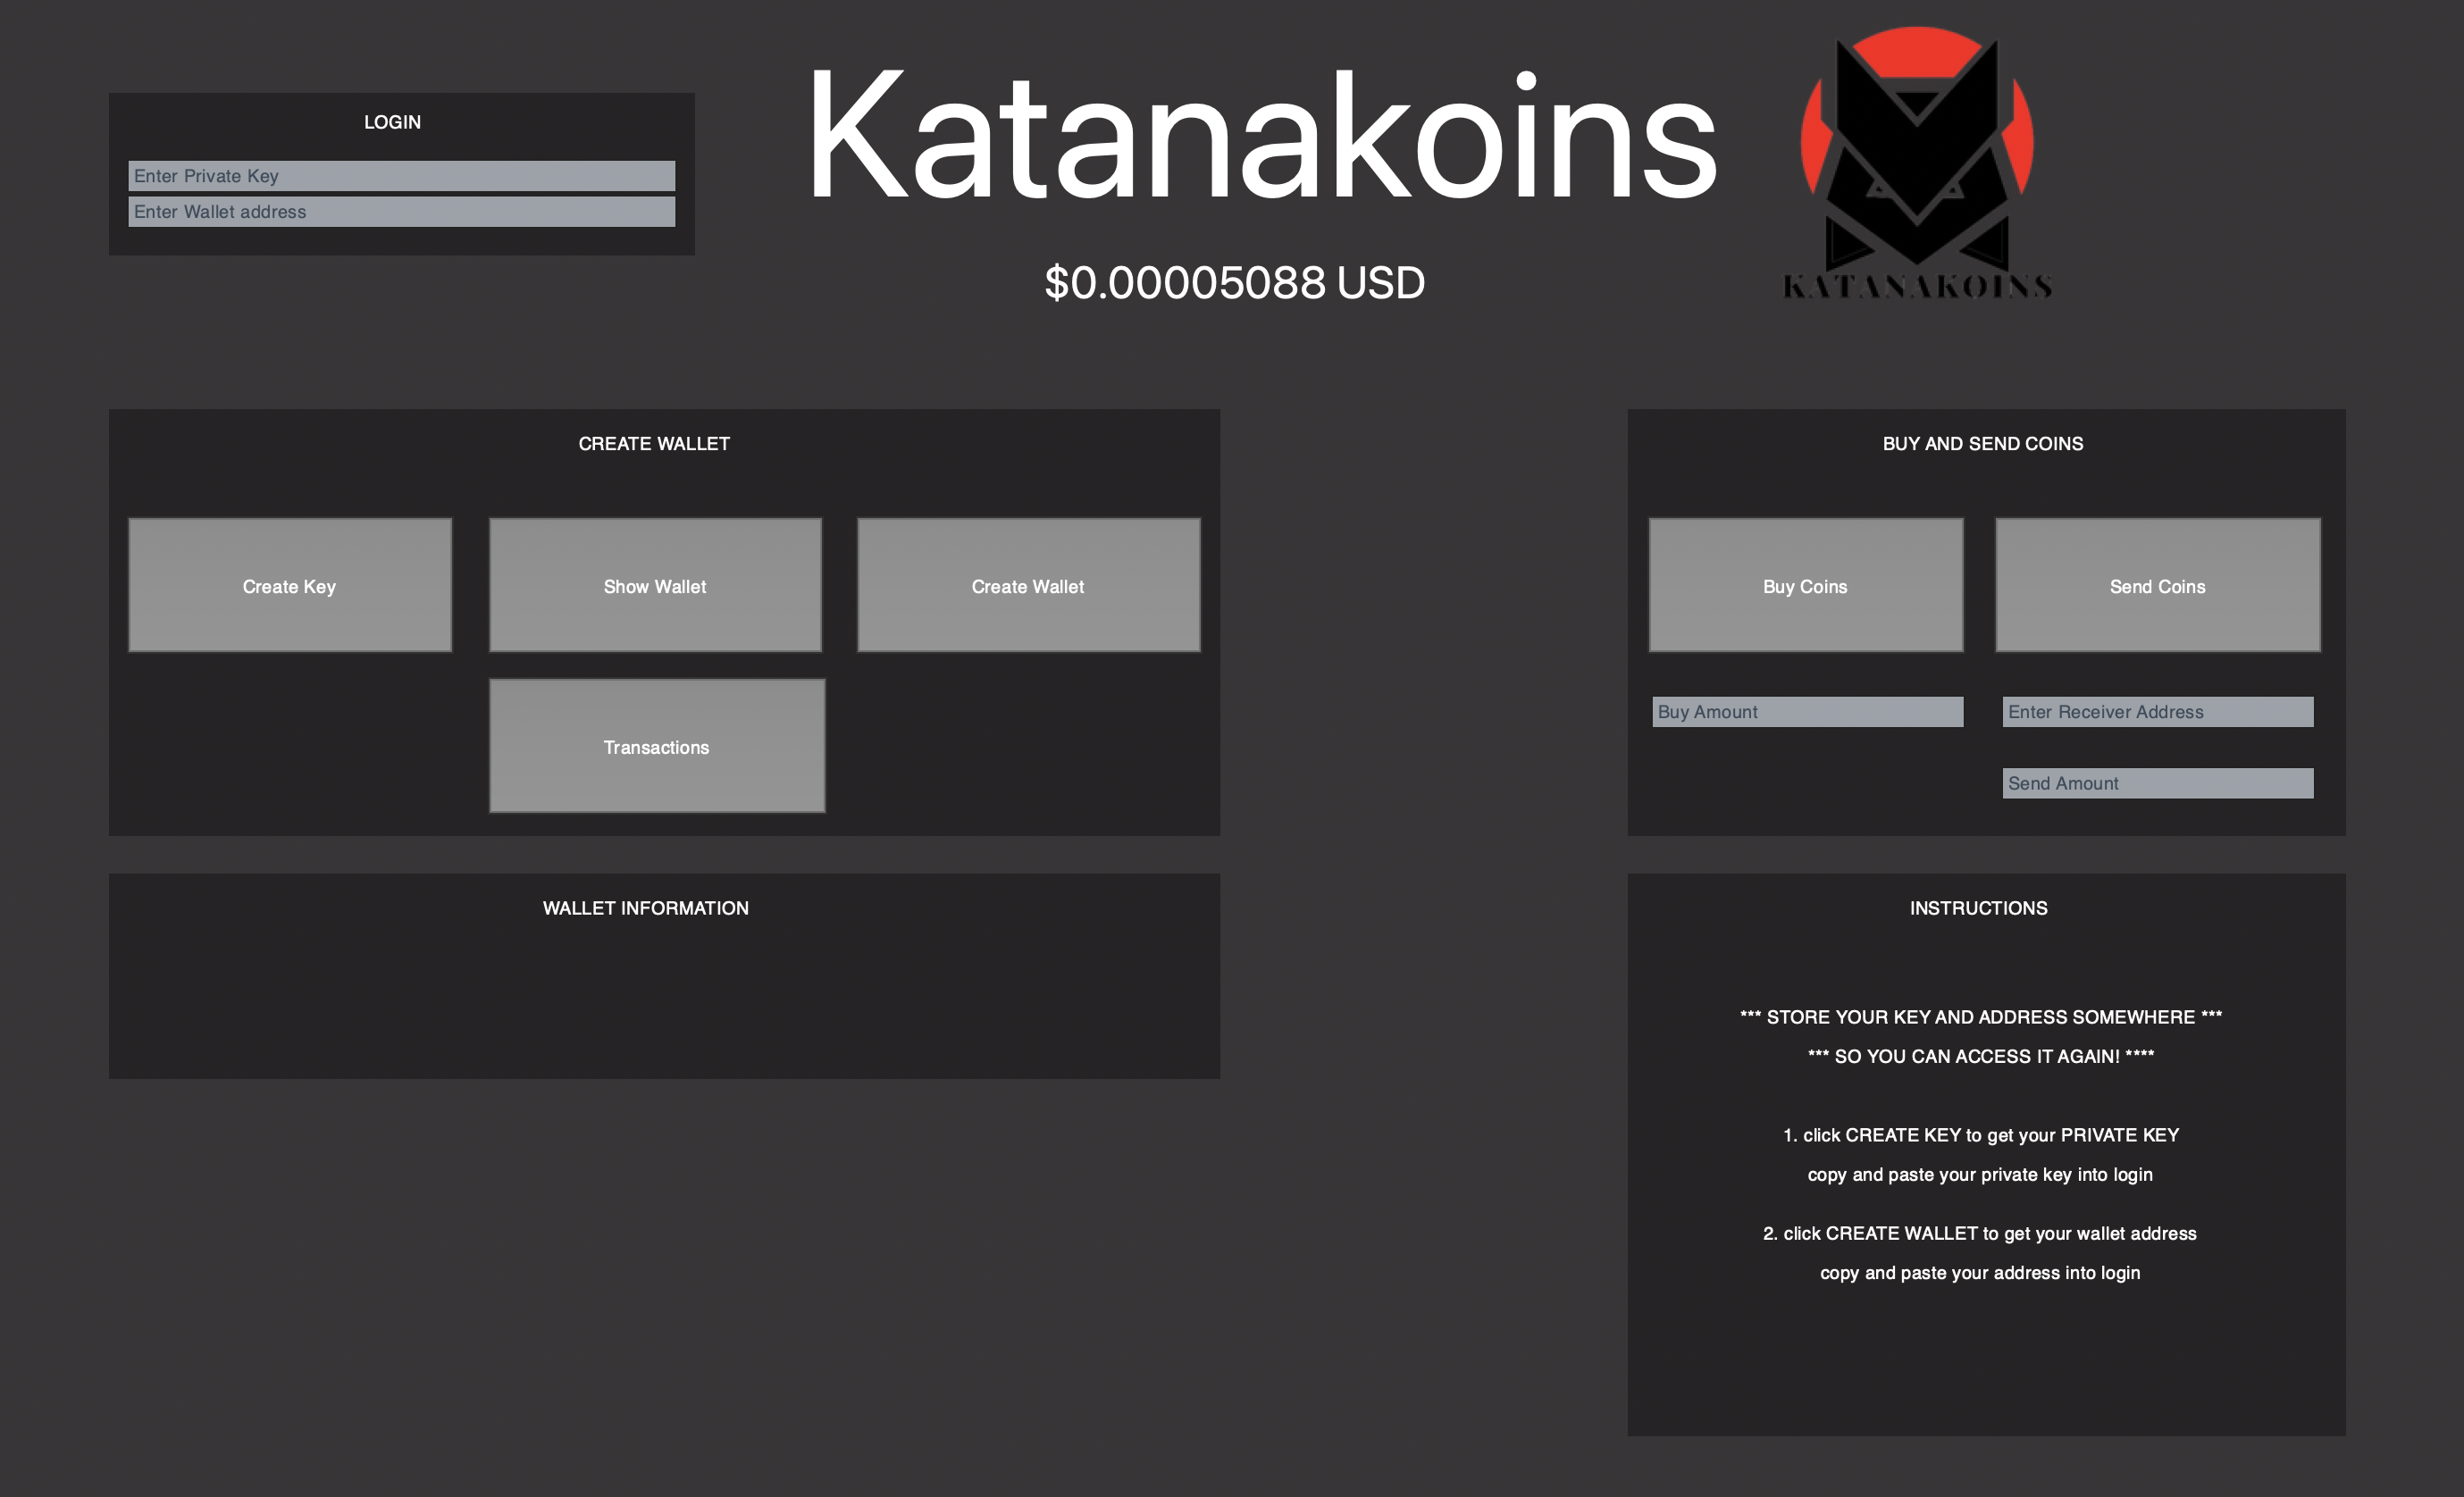 LOGIN
Enter Private Key
Enter Wallet address
Katanakoins
$0.00005088 USD
KATANAKOINS
CREATE WALLET
Create Key
Show Wallet
Create Wallet
Transactions
BUY AND SEND COINS
Buy Coins
Send Coins
Buy Amount
Enter Receiver Address
Send Amount
WALLET INFORMATION
INSTRUCTIONS
*** STORE YOUR KEY AND ADDRESS SOMEWHERE ***
*** SO YOU CAN ACCESS IT AGAIN! ****
1. click CREATE KEY to get your PRIVATE KEY
copy and paste your private key into login
2. click CREATE WALLET to get your wallet address
copy and paste your address into login